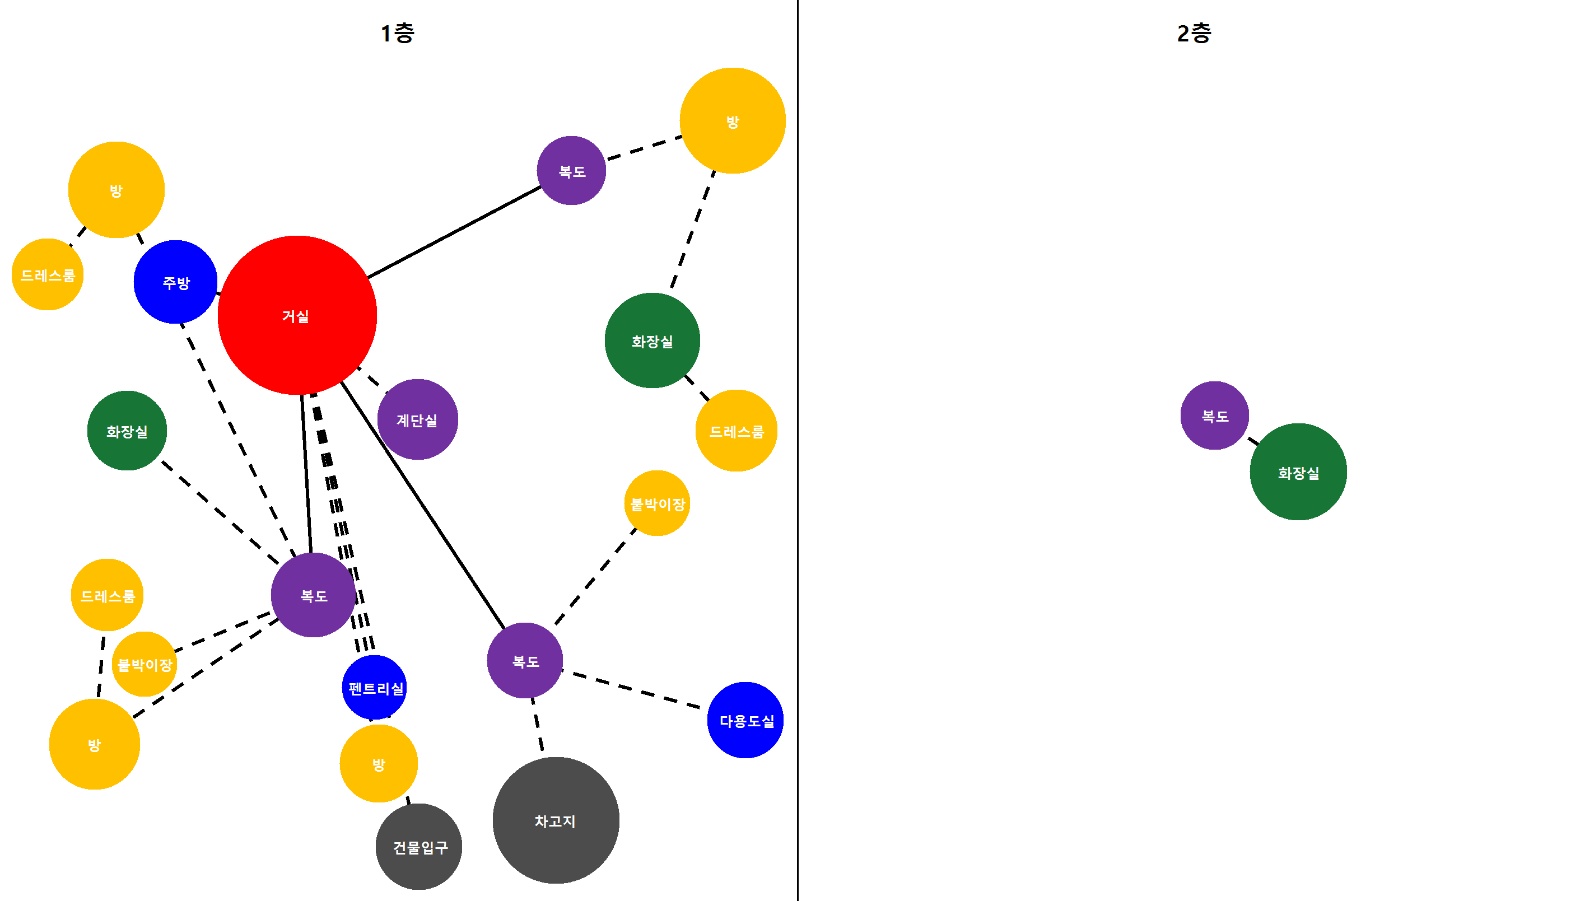 1층
2층
방
복도
방
드레스룸
주방
거실
화장실
계단실
화장실
드레스룸
붙박이장
드레스룸
복도
붙박이장
방
펜트리실
복도
다용도실
방
차고지
건물입구
복도
화장실